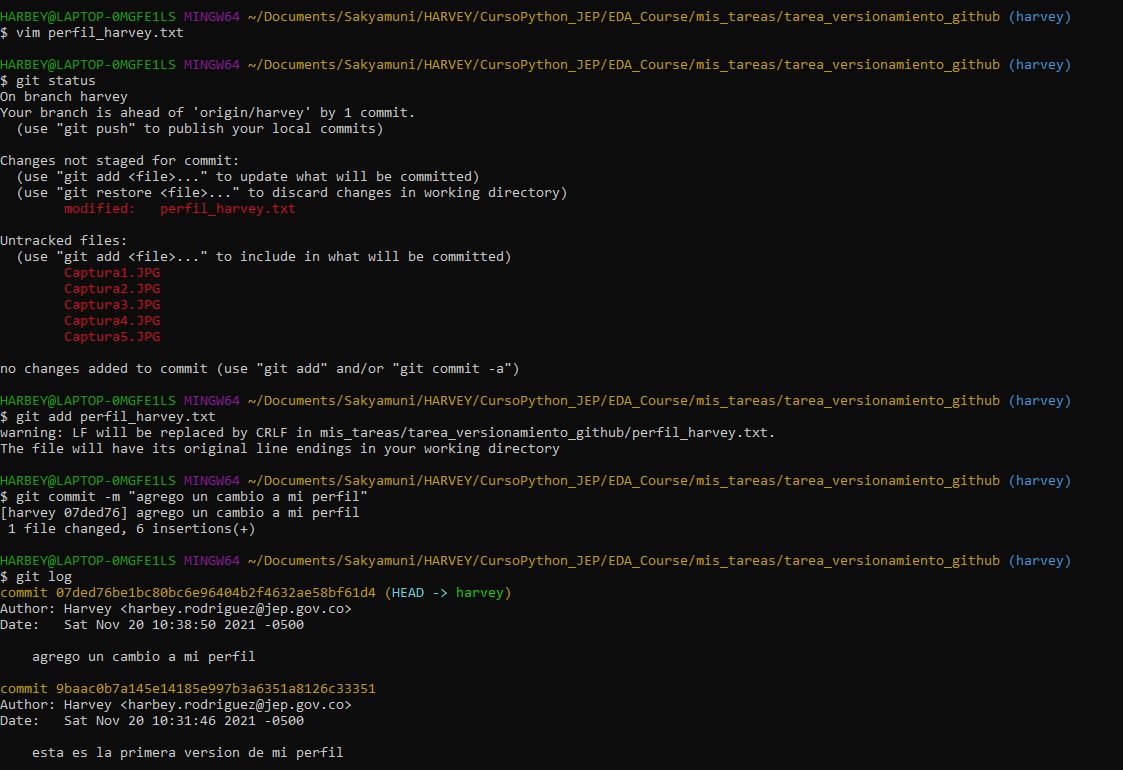 HARBEY@LAPTOP-0MGFE1LS MINGW64 ~/Documents/Sakyamuni/HARVEY/CursoPython_JEP/EDA_Course/mis_tareas/tarea_versionamiento_github (harvey)
$ vim perfil_harvey.txt

HARBEY@LAPTOP-0MGFE1LS MINGW64 ~/Documents/Sakyamuni/HARVEY/CursoPython_JEP/EDA_Course/mis_tareas/tarea_versionamiento_github (harvey)
$ git status
On branch harvey
Your branch is ahead of 'origin/harvey' by 1 commit.
  (use "git push" to publish your local commits)

Changes not staged for commit:
  (use "git add <file>..." to update what will be committed)
  (use "git restore <file>..." to discard changes in working directory)
        modified:   perfil_harvey.txt

Untracked files:
  (use "git add <file>..." to include in what will be committed)
        Captura1.JPG
        Captura2.JPG
        Captura3.JPG
        Captura4.JPG
        Captura5.JPG

no changes added to commit (use "git add" and/or "git commit -a")

HARBEY@LAPTOP-0MGFE1LS MINGW64 ~/Documents/Sakyamuni/HARVEY/CursoPython_JEP/EDA_Course/mis_tareas/tarea_versionamiento_github (harvey)
$ git add perfil_harvey.txt
warning: LF will be replaced by CRLF in mis_tareas/tarea_versionamiento_github/perfil_harvey.txt.
The file will have its original line endings in your working directory

HARBEY@LAPTOP-0MGFE1LS MINGW64 ~/Documents/Sakyamuni/HARVEY/CursoPython_JEP/EDA_Course/mis_tareas/tarea_versionamiento_github (harvey)
$ git commit -m "agrego un cambio a mi perfil"
[harvey 07ded76] agrego un cambio a mi perfil
 1 file changed, 6 insertions(+)

HARBEY@LAPTOP-0MGFE1LS MINGW64 ~/Documents/Sakyamuni/HARVEY/CursoPython_JEP/EDA_Course/mis_tareas/tarea_versionamiento_github (harvey)
$ git log
commit 07ded76be1bc80bc6e96404b2f4632ae58bf61d4 (HEAD -> harvey)
Author: Harvey <harbey.rodriguez@jep.gov.co>
Date:   Sat Nov 20 10:38:50 2021 -0500

    agrego un cambio a mi perfil

commit 9baac0b7a145e14185e997b3a6351a8126c33351
Author: Harvey <harbey.rodriguez@jep.gov.co>
Date:   Sat Nov 20 10:31:46 2021 -0500

    esta es la primera version de mi perfil